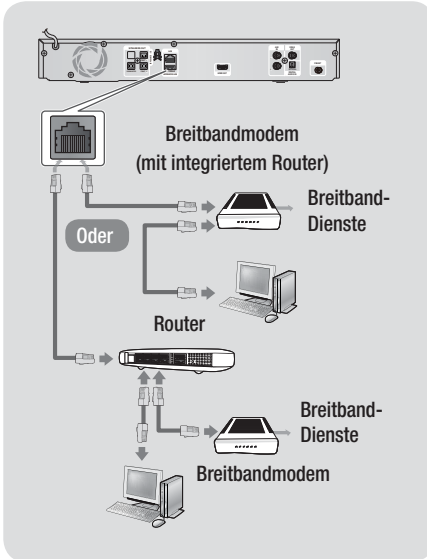 Breitbandmodem
(mit integriertem Router)
Breitband-
Dienste
Oder
Router
Breitband-
Dienste
Breitbandmodem